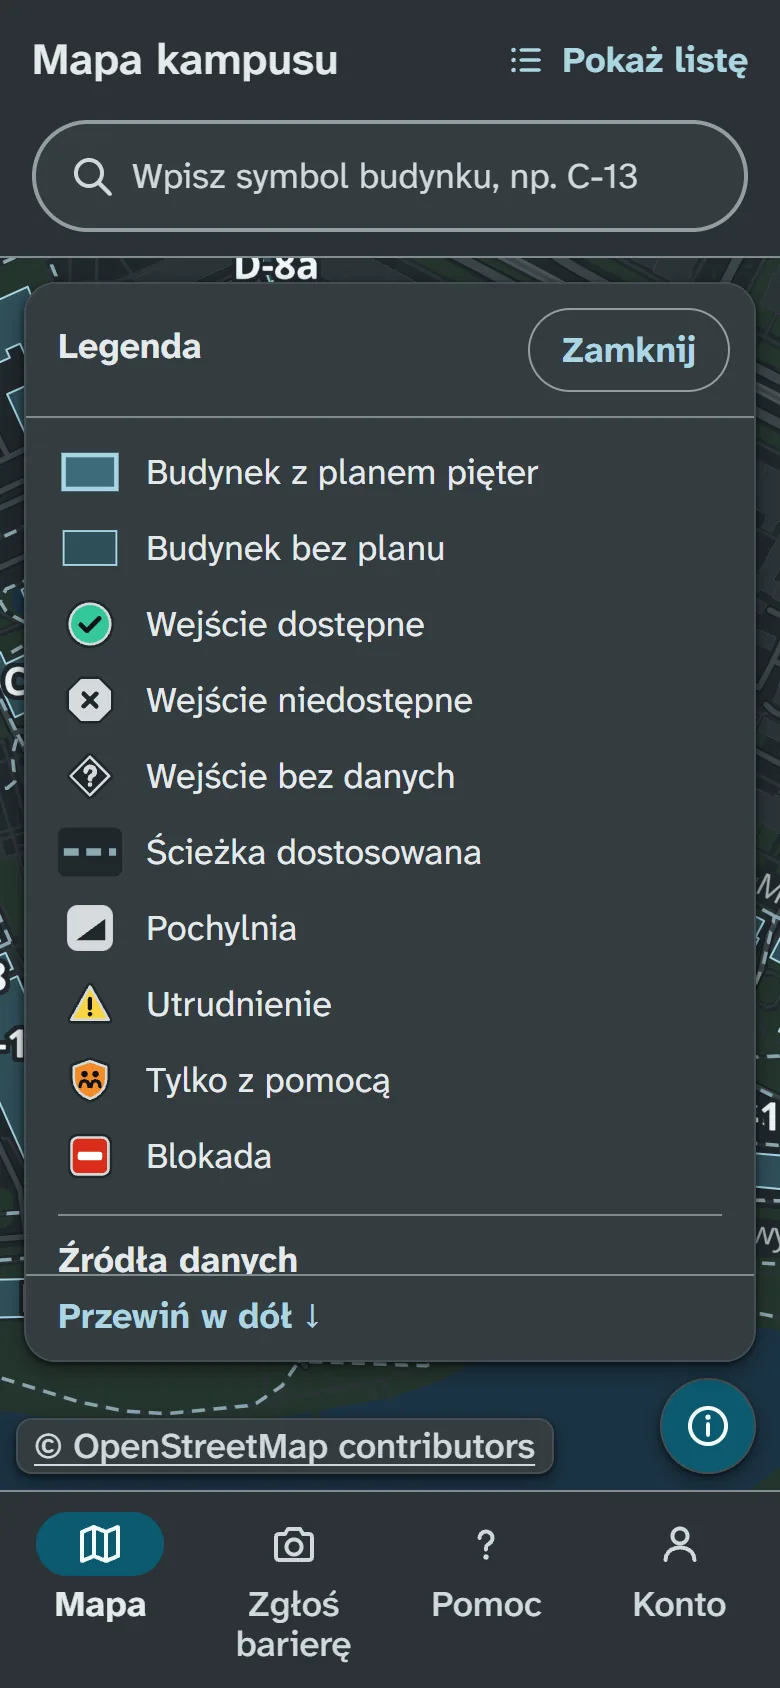 Mapa kampusu
Pokaż listę
Wpisz symbol budynku, np. C-13
D-8a
Legenda
Zamknij
Budynek z planem pięter
Budynek bez planu
Wejście dostępne
Wejście niedostępne
Wejście bez danych
Ścieżka dostosowana
Pochylnia
Utrudnienie
Tylko z pomocą
Blokada
Źródła danych
Przewiń w dół ↓
© OpenStreetMap contributors
Mapa
Zgłoś
barierę
Pomoc
Konto